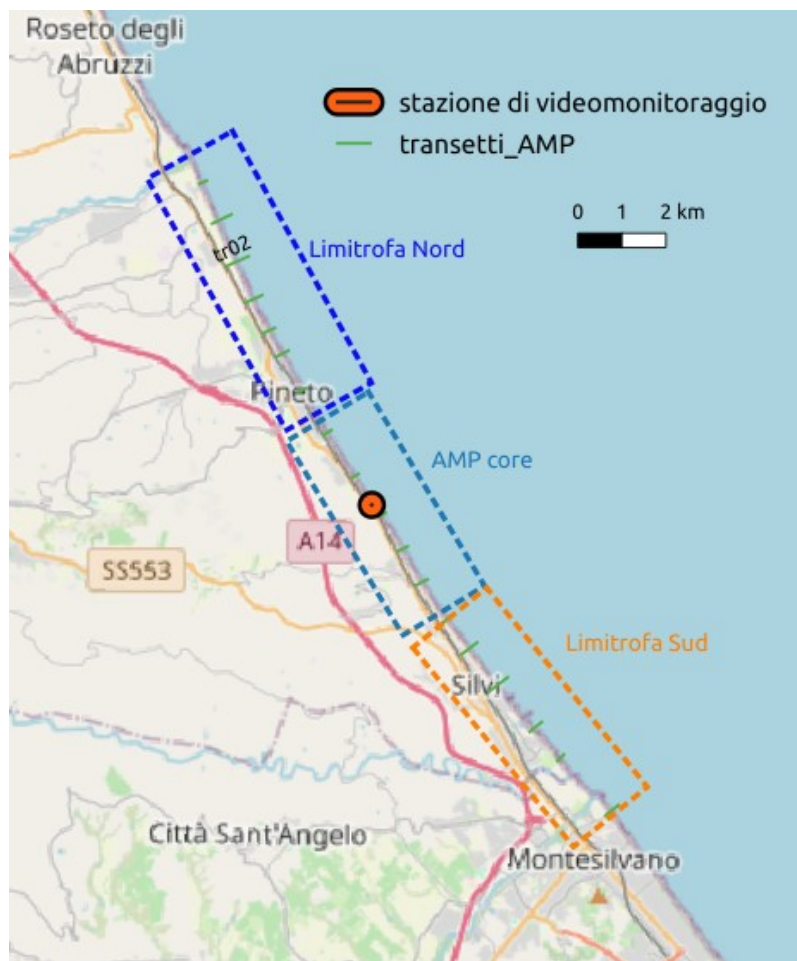 Roseto degli
Abruzzi
stazione di videomonitoraggio
transetti_AMP
0 1 2 km
tr02
Limitrofa Nord
Pineto
AMP core
A14
SS553
Limitrofa Sud
Silvi
Città Sant'Angelo
Montesilvano